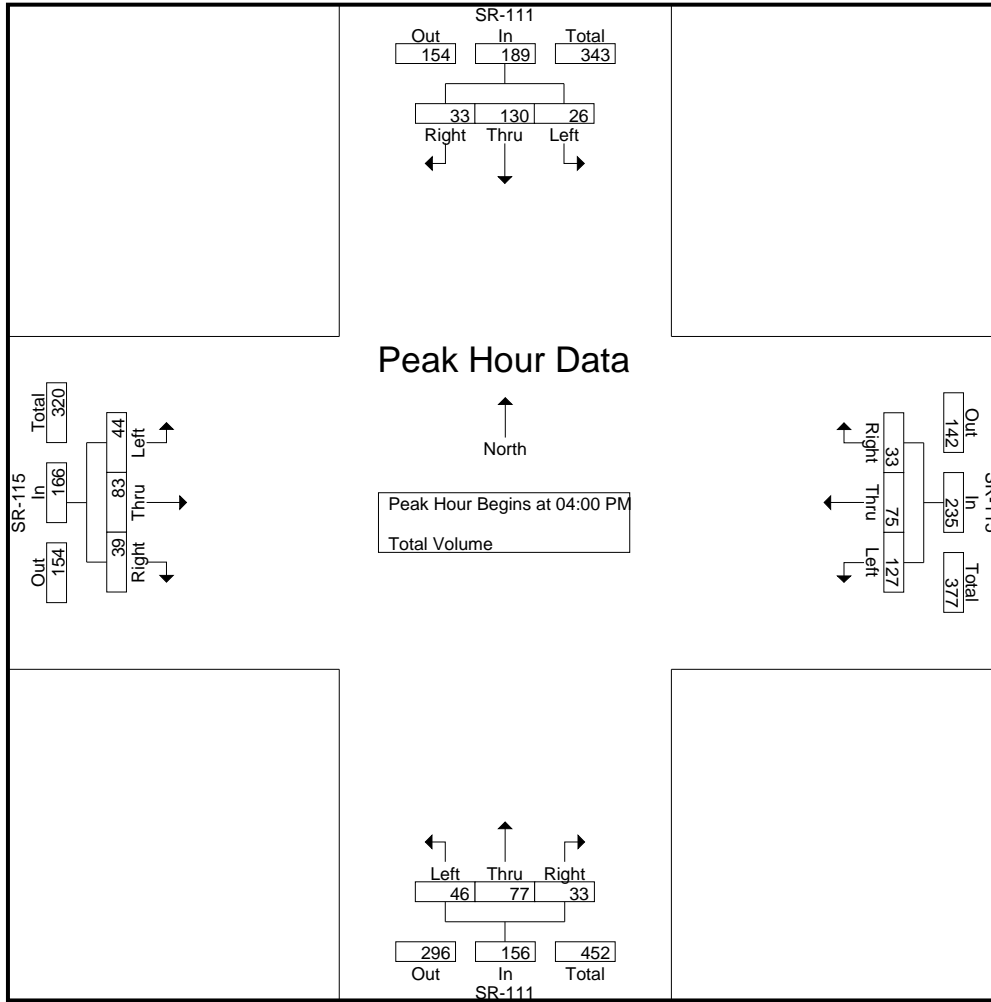 SR-111
Out In Total
154 189 343
33 130 26
Right Thru Left
Peak Hour Data
North
Peak Hour Begins at 04:00 PM
Total Volume
SR-115
Total In Out
320 166 154
44 83 39
Left Thru Right
Right Thru Left
33 75 127
Out In Total
142 235 377
SR-115
Left Thru Right
46 77 33
296 156 452
Out In Total
SR-111